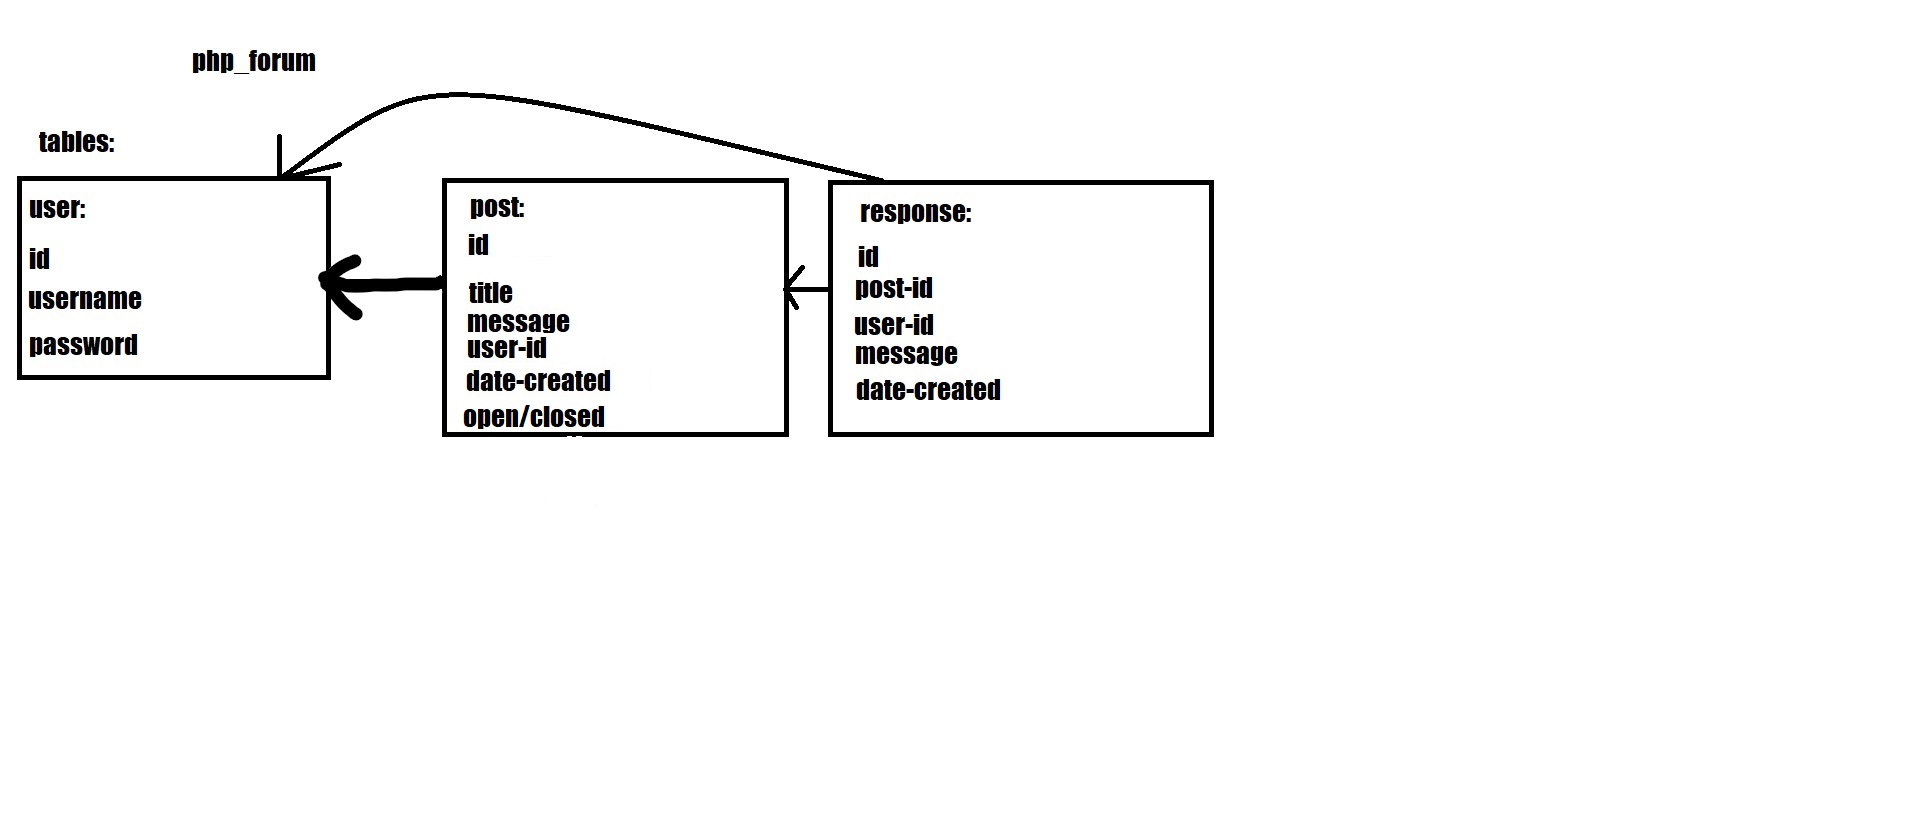 php_forum
tables:
user:
id
username
password
post:
id
title
message
user-id
date-created
open/closed
response:
id
post-id
user-id
message
date-created